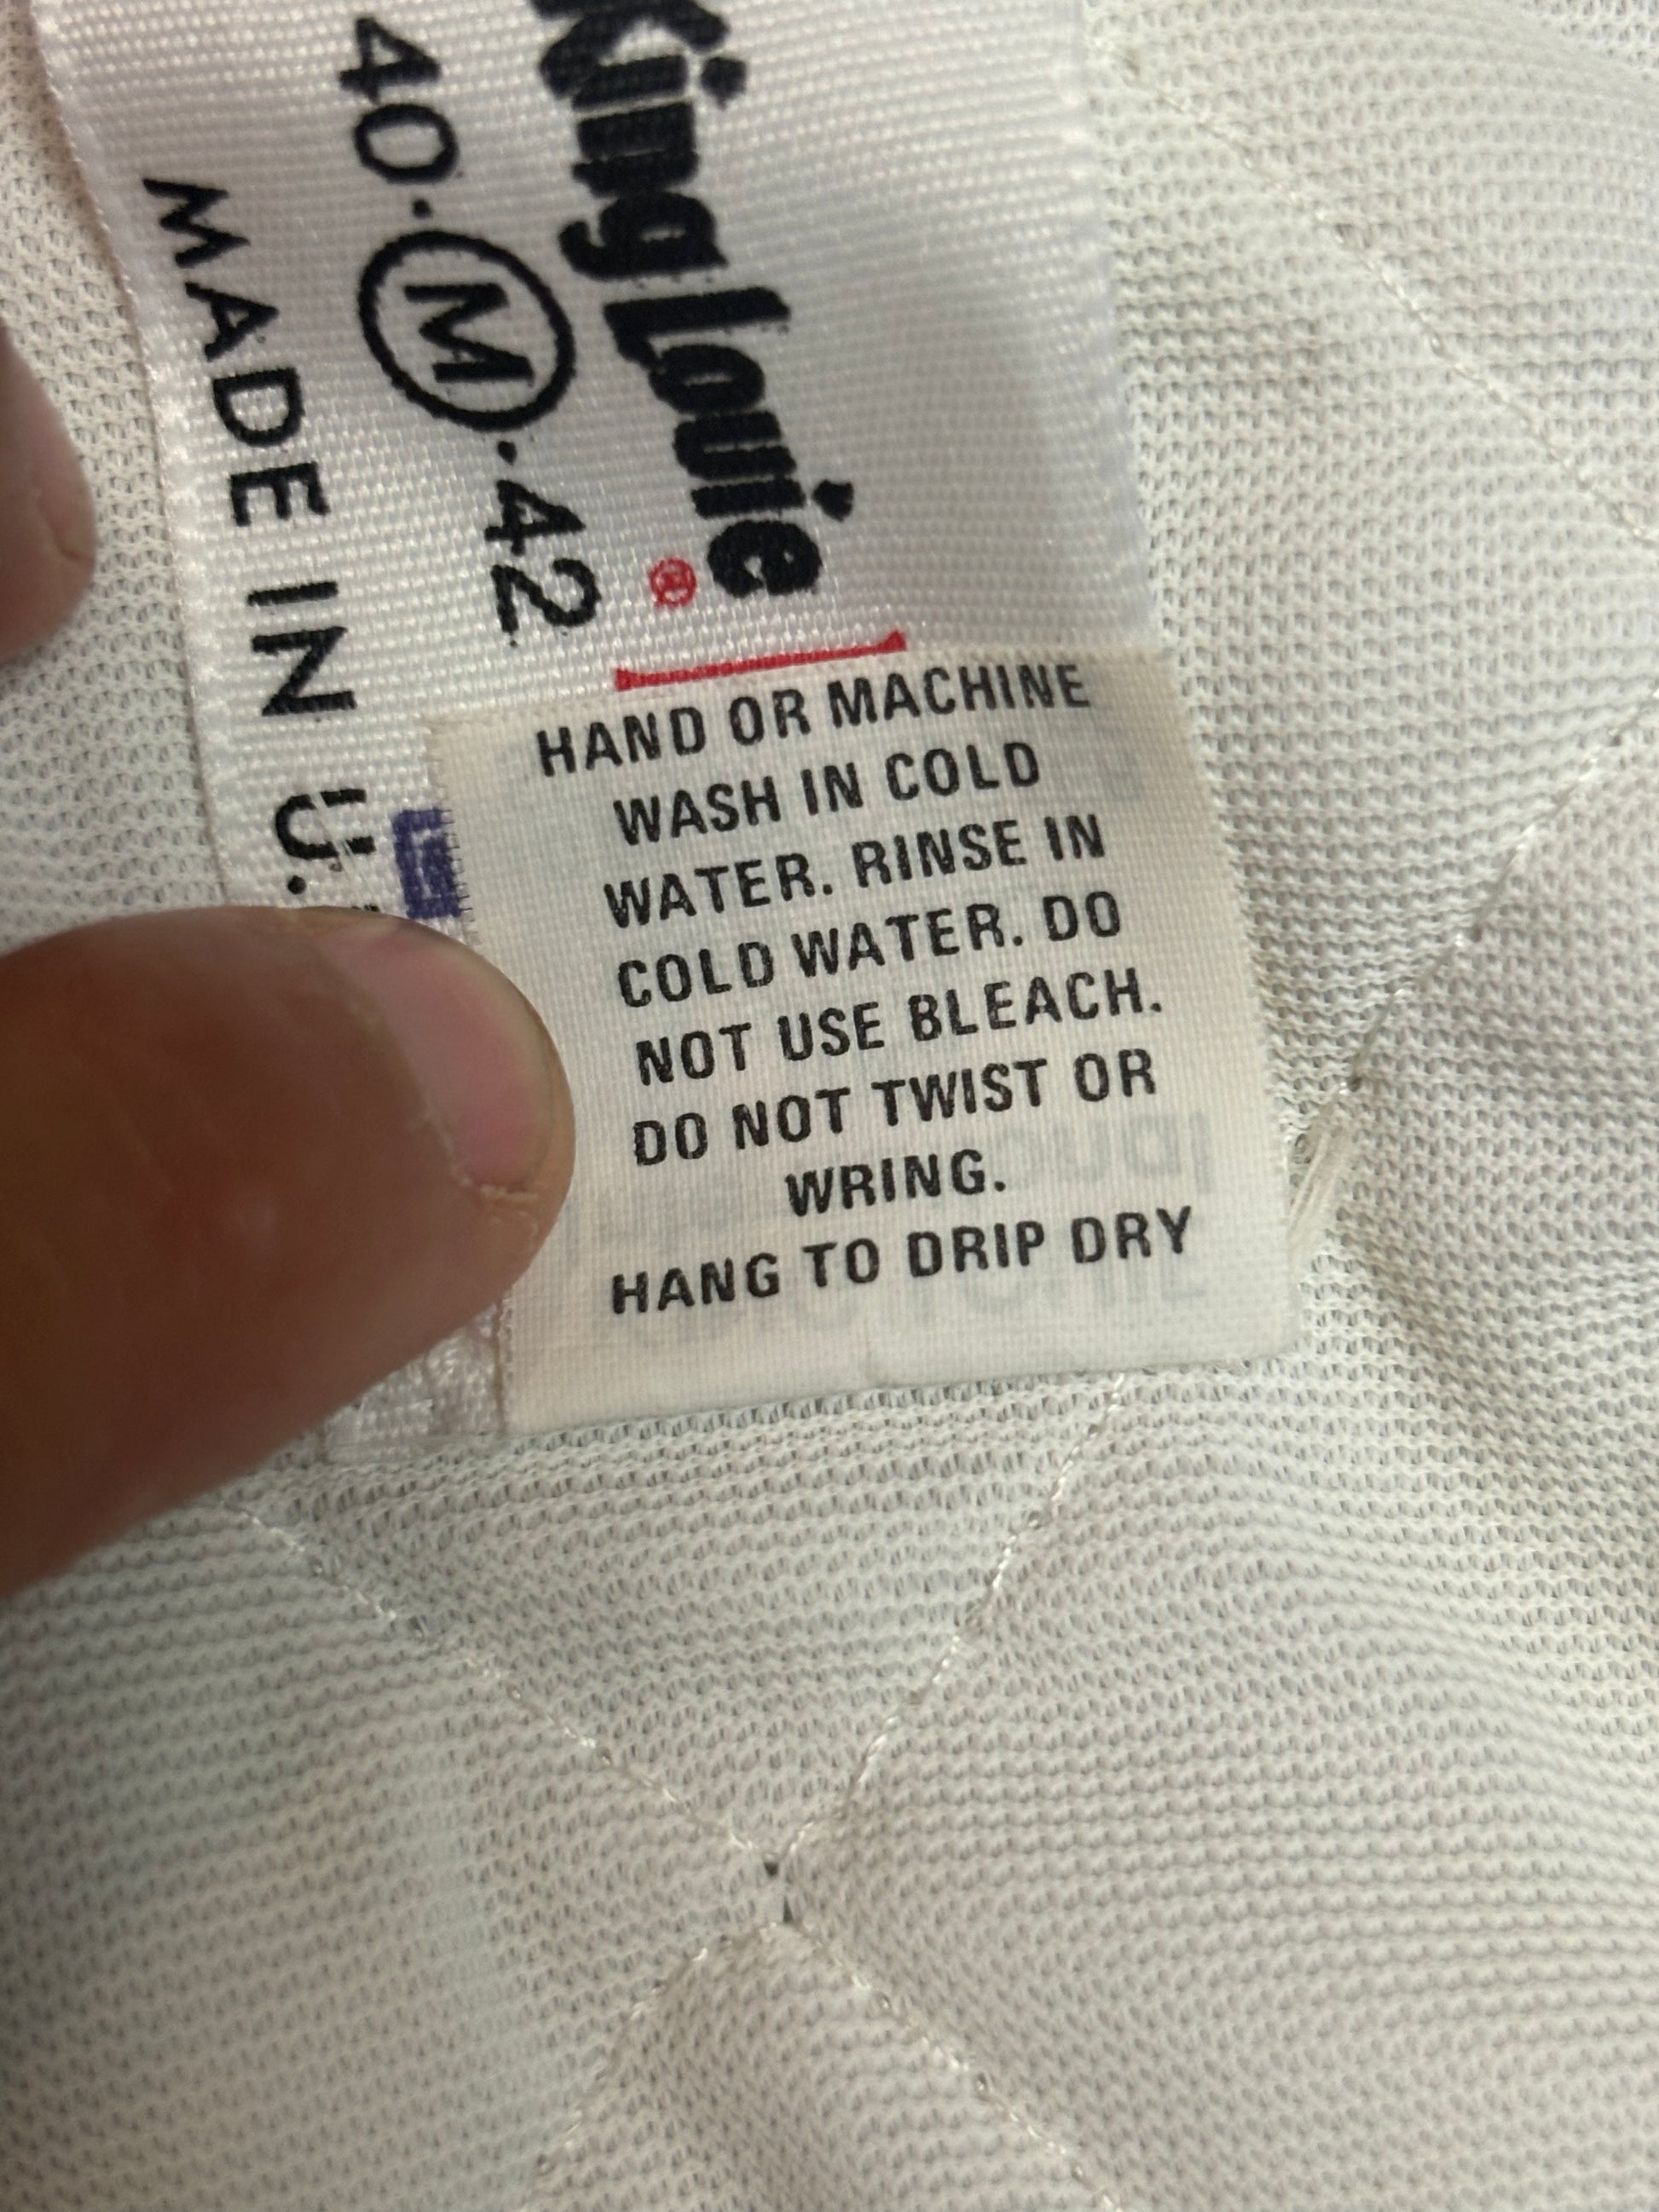 King Louie ®
40·M·42
MADE IN U.
HAND OR MACHINE
WASH IN COLD
WATER. RINSE IN
COLD WATER. DO
NOT USE BLEACH.
DO NOT TWIST OR
WRING.
HANG TO DRIP DRY